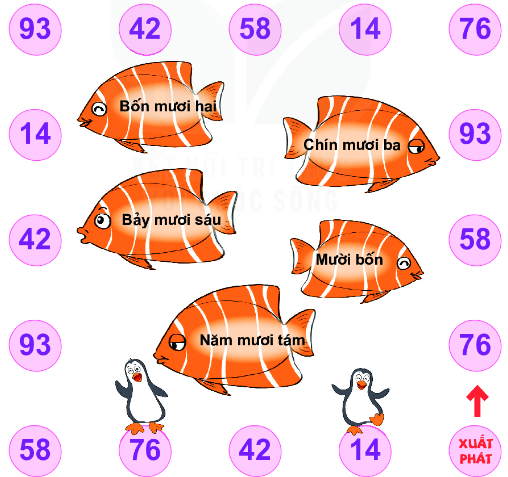 93 42 58 14 76
Bốn mươi hai
14 Chín mươi ba 93
Bảy mươi sáu
42 Mười bốn 58
93 Năm mươi tám 76
58 76 42 14 XUẤT PHÁT